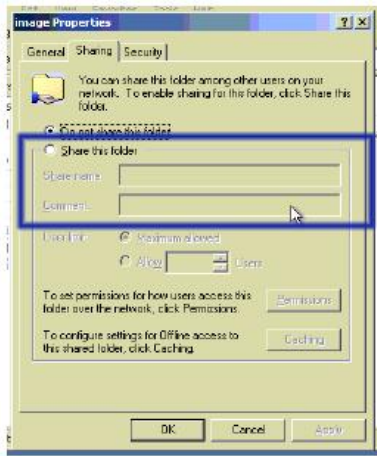 image Properties
General Sharing Security
You can share this folder among other users on your
network. To enable sharing for this folder, click Share this
folder.
Do not share this folder
Share this folder
Share name:
Comment:
User limit: Maximum allowed
Allow Users
To set permissions for how users access this
folder over the network, click Permissions.
Permissions
To configure settings for Offline access to
this shared folder, click Caching.
Caching
OK Cancel Apply